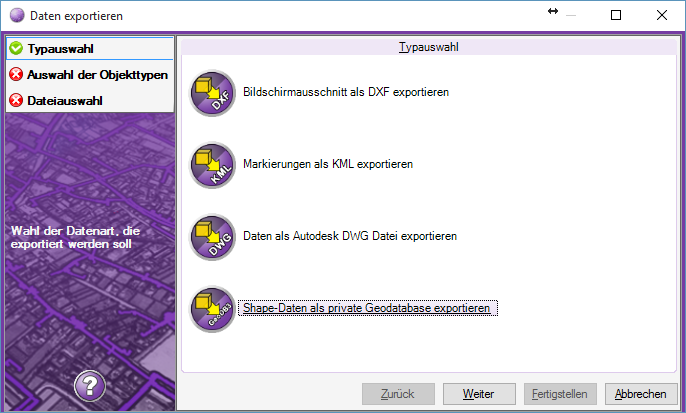 Daten exportieren
Typauswahl
Auswahl der Objekttypen
Dateiauswahl
Wahl der Datenart, die
exportiert werden soll
?
Typauswahl
DXF
Bildschirmausschnitt als DXF exportieren
KML
Markierungen als KML exportieren
DWG
Daten als Autodesk DWG Datei exportieren
GeoDB3
Shape-Daten als private Geodatabase exportieren
Zurück
Weiter
Fertigstellen
Abbrechen